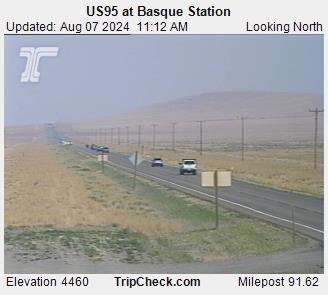 US95 at Basque Station
Updated: Aug 07 2024 11:12 AM Looking North
Elevation 4460 TripCheck.com Milepost 91.62